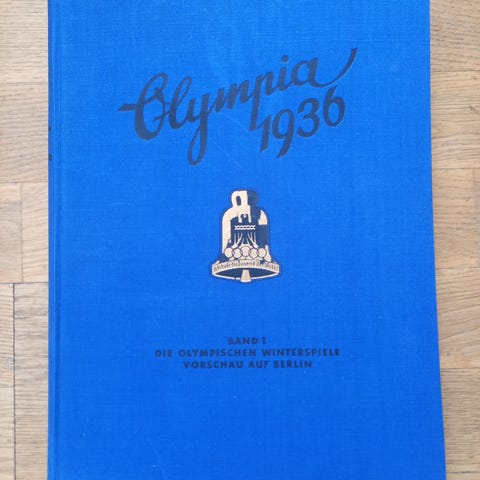 Olympia
1936
BAND 1
DIE OLYMPISCHEN WINTERSPIELE
VORSCHAU AUF BERLIN